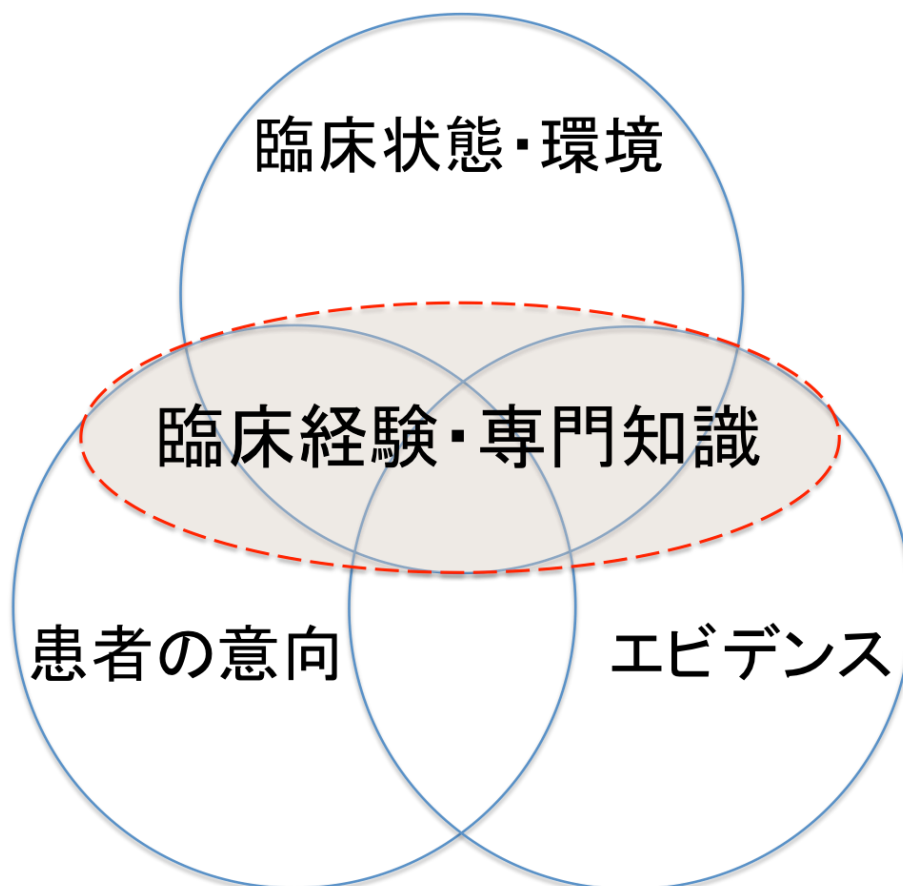 臨床状態・環境
臨床経験・専門知識
患者の意向
エビデンス